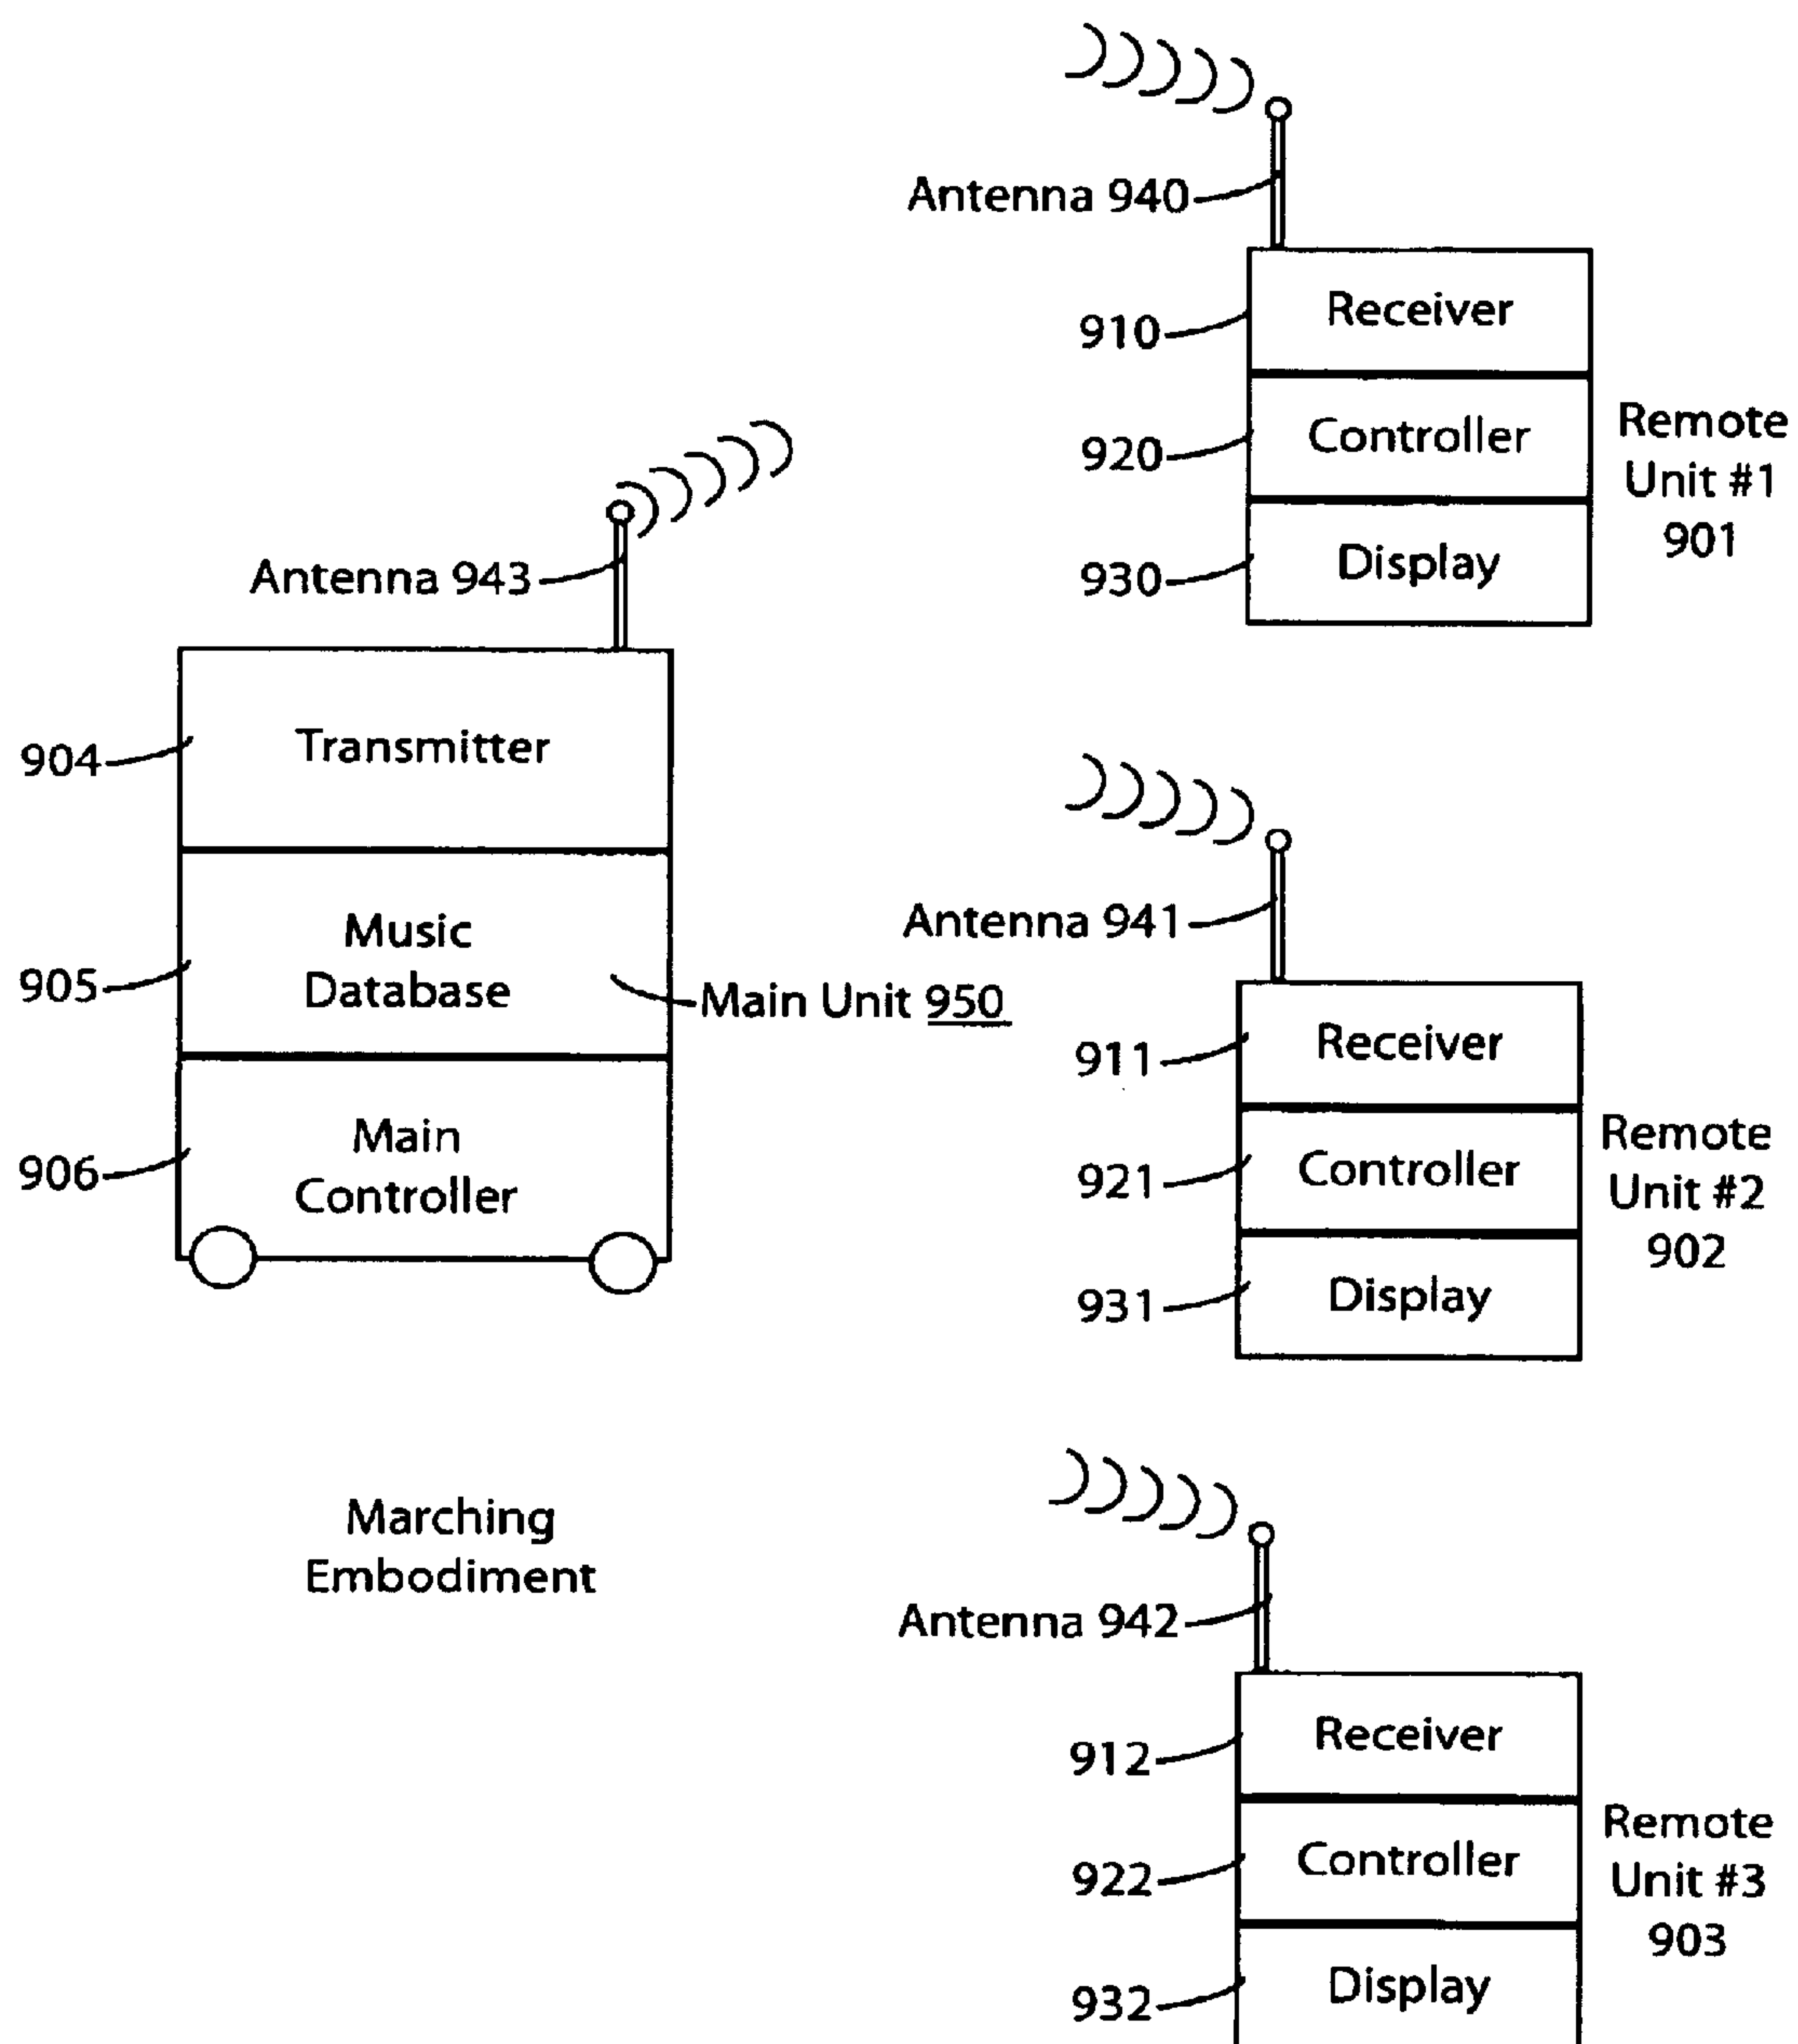 Antenna 940
910
Receiver
920
Controller
930
Display
Remote
Unit #1
901
Antenna 943
904
Transmitter
905
Music
Database
Main Unit 950
906
Main
Controller
Antenna 941
911
Receiver
921
Controller
931
Display
Remote
Unit #2
902
Marching
Embodiment
Antenna 942
912
Receiver
922
Controller
932
Display
Remote
Unit #3
903